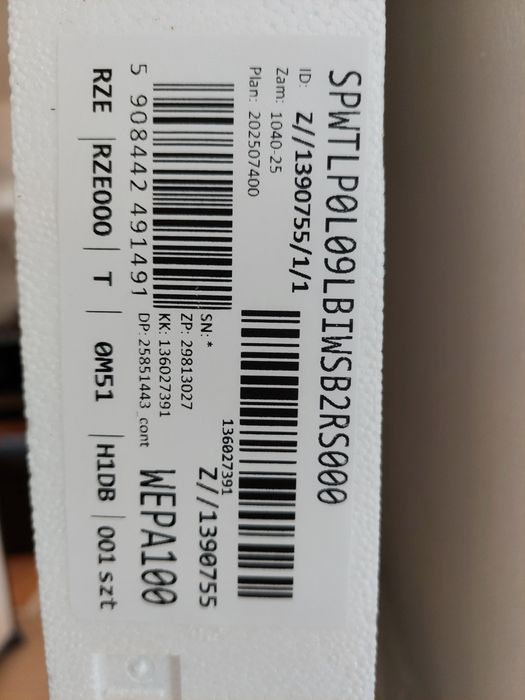 SPWTLP0L09LBIWSB2RS000
ID: Z//1390755/1/1
Zam: 1040-25
Plan: 202507400
136027391
Z//1390755
SN: *
ZP: 29813027
KK: 136027391
DP: 25851443_cont
WEPA100
5 908442 491491
RZE | RZE000 | T | 0M51 | H1DB | 001 szt